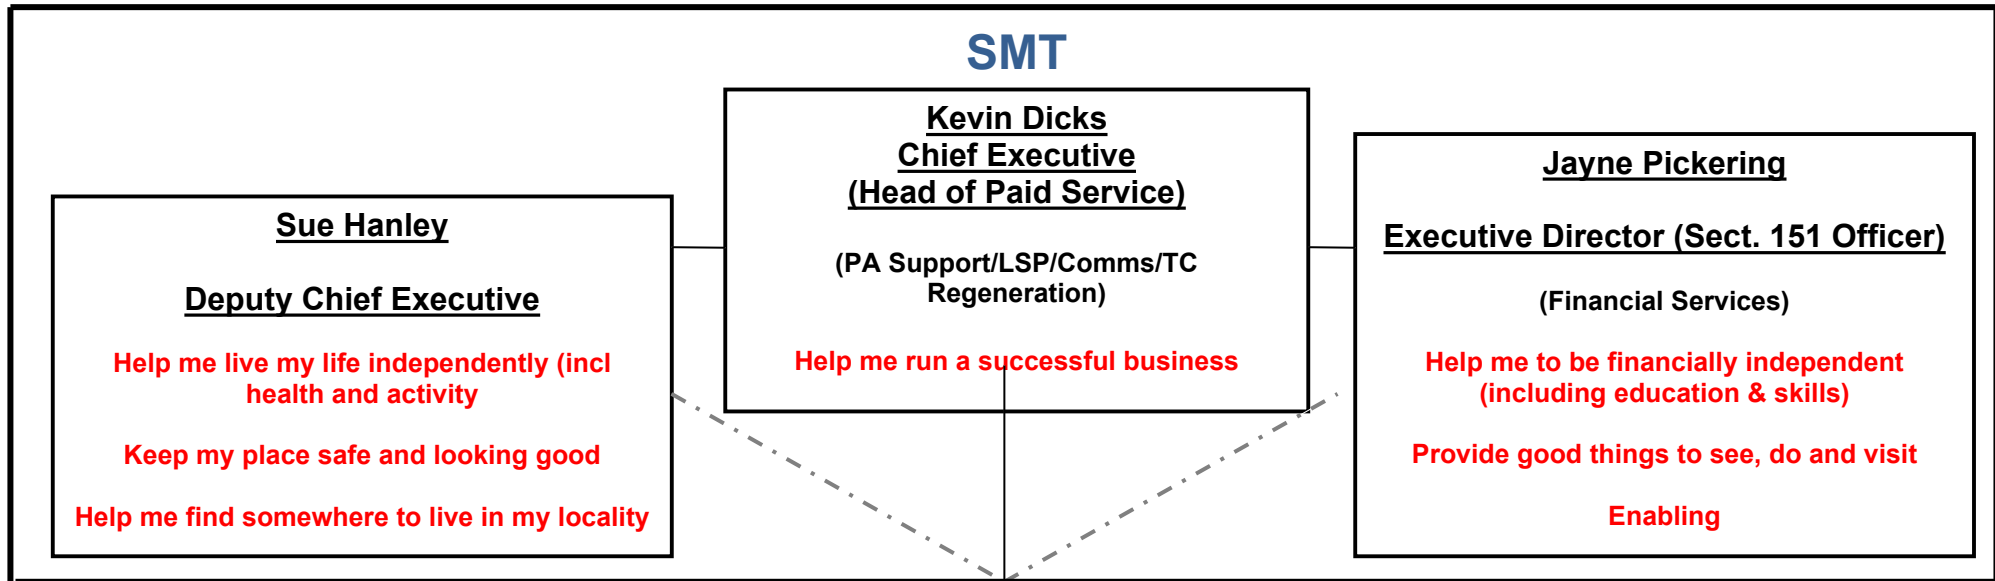 SMT
Sue Hanley
Deputy Chief Executive
Help me live my life independently (incl
health and activity
Keep my place safe and looking good
Help me find somewhere to live in my locality
Kevin Dicks
Chief Executive
(Head of Paid Service)
(PA Support/LSP/Comms/TC
Regeneration)
Help me run a successful business
Jayne Pickering
Executive Director (Sect. 151 Officer)
(Financial Services)
Help me to be financially independent
(including education & skills)
Provide good things to see, do and visit
Enabling